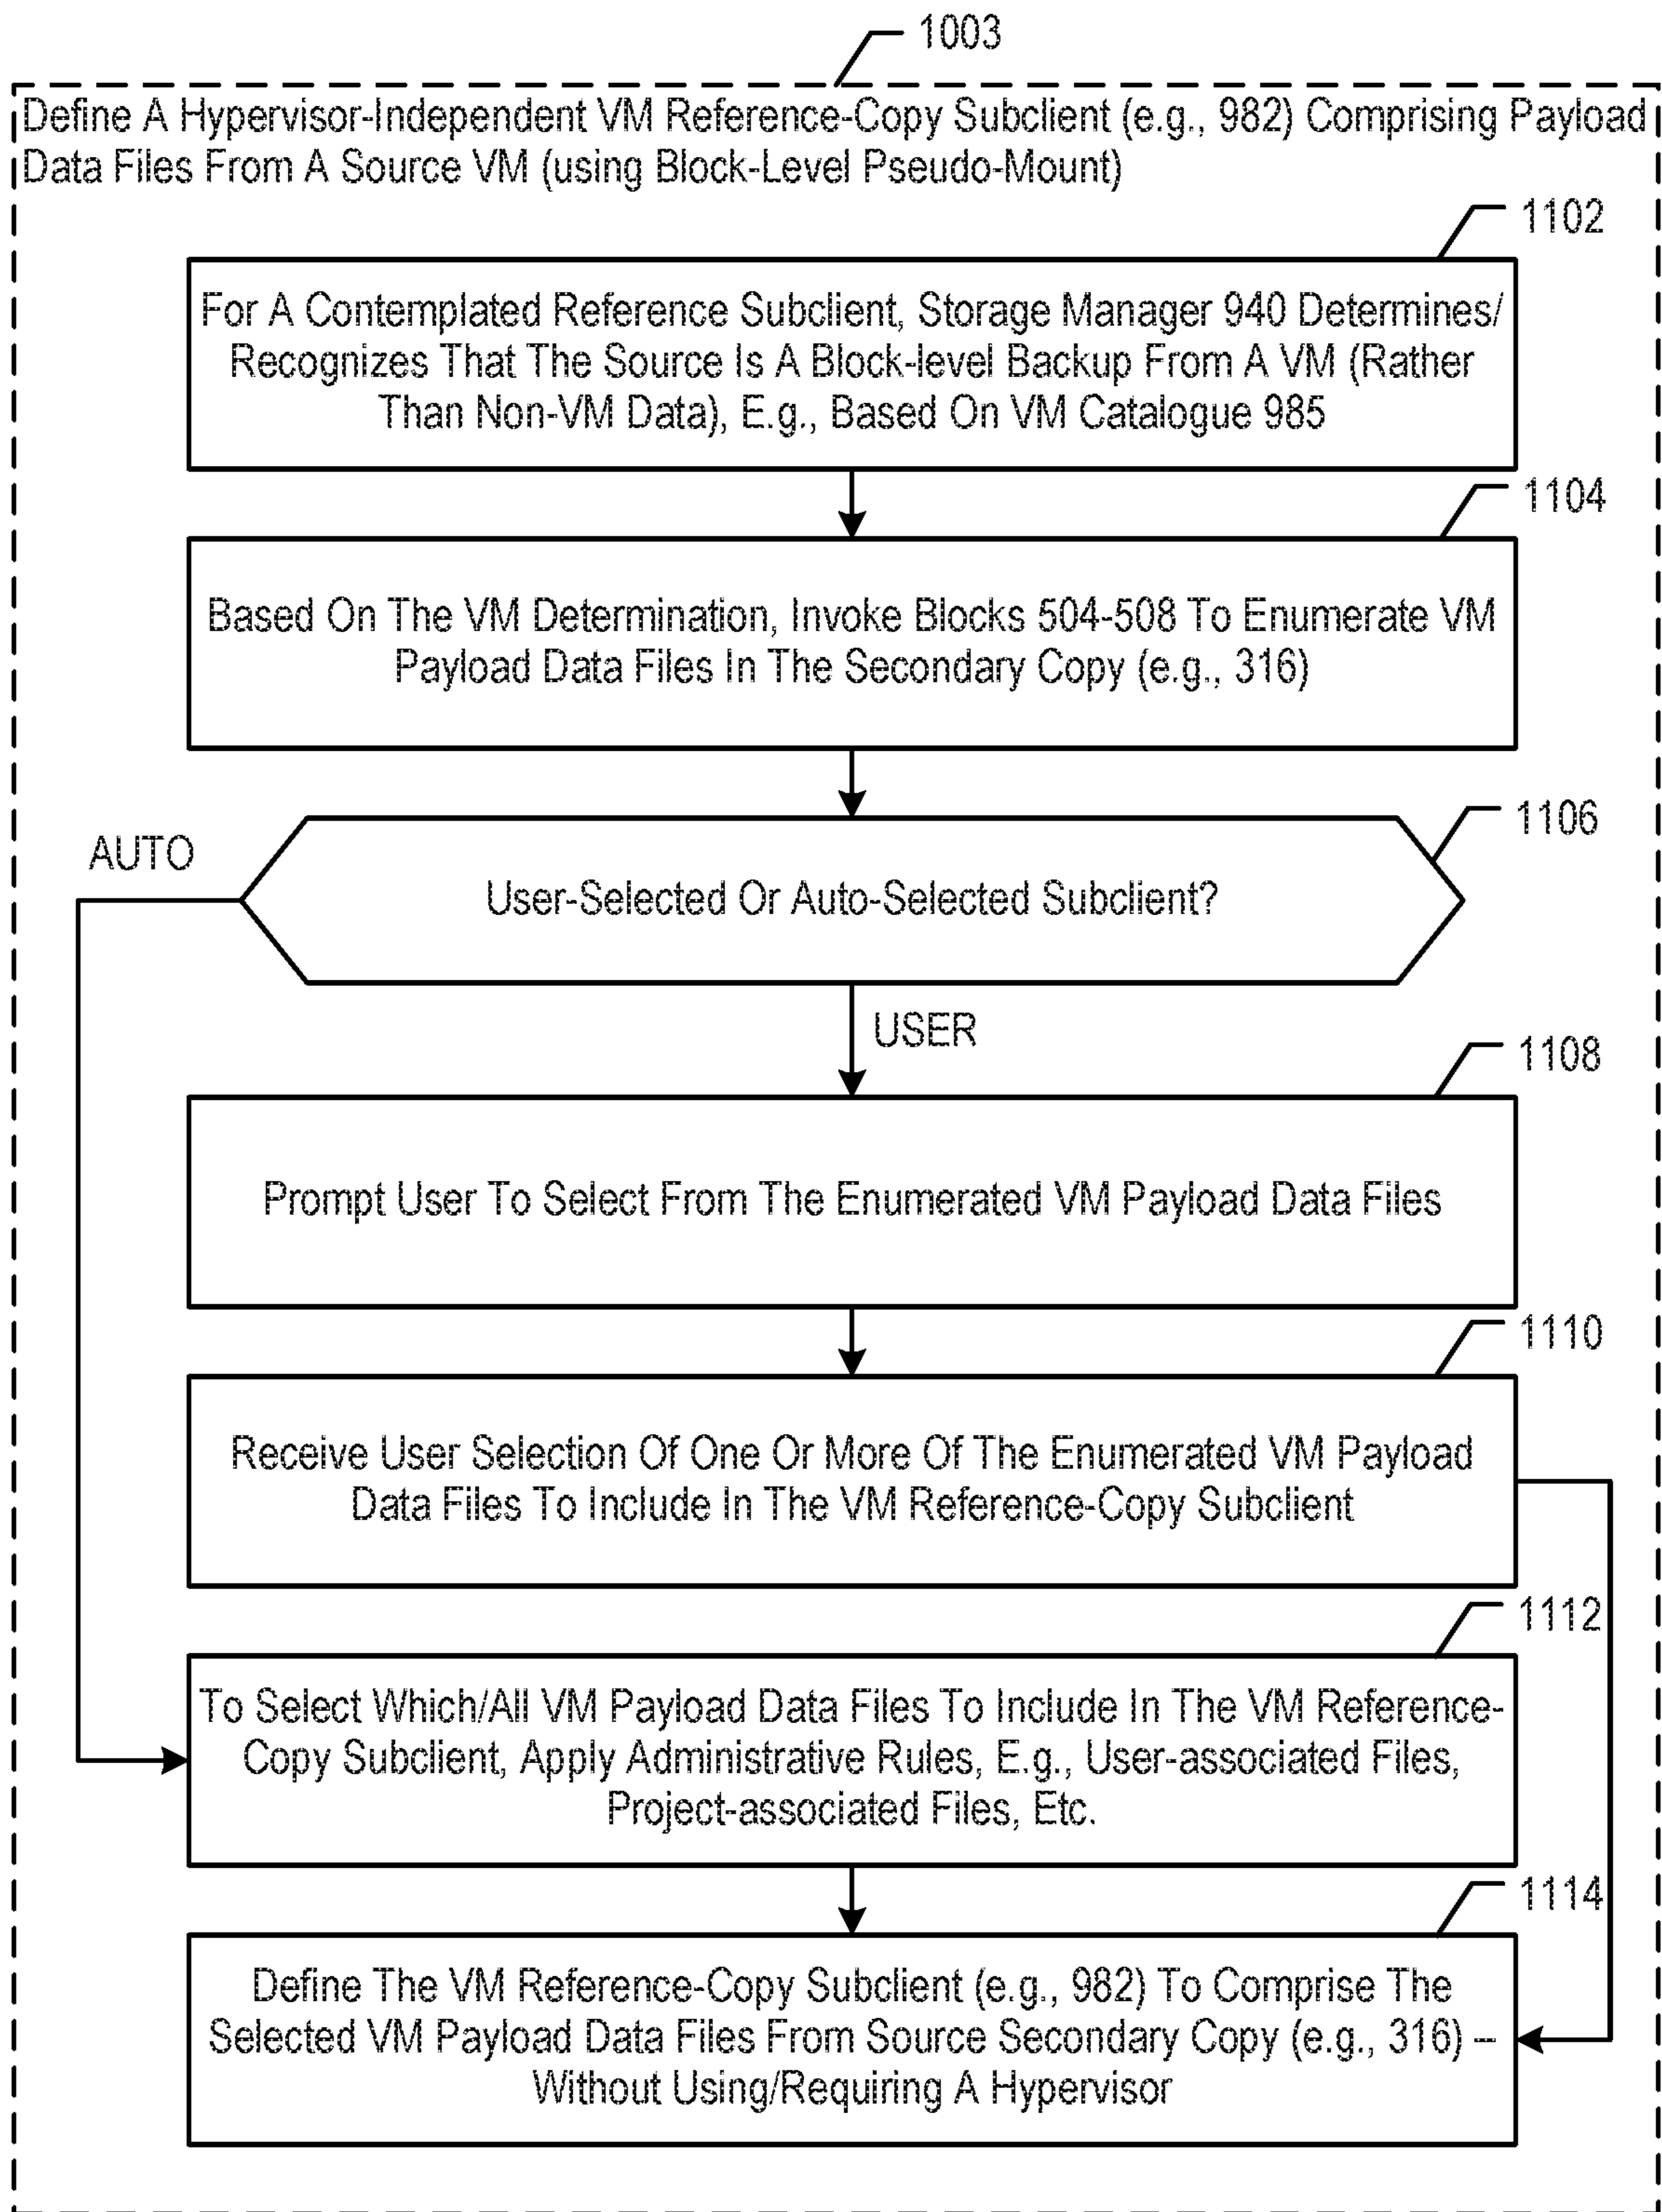 1003
Define A Hypervisor-Independent VM Reference-Copy Subclient (e.g., 982) Comprising Payload
Data Files From A Source VM (using Block-Level Pseudo-Mount)
1102
For A Contemplated Reference Subclient, Storage Manager 940 Determines/
Recognizes That The Source Is A Block-level Backup From A VM (Rather
Than Non-VM Data), E.g., Based On VM Catalogue 985
1104
Based On The VM Determination, Invoke Blocks 504-508 To Enumerate VM
Payload Data Files In The Secondary Copy (e.g., 316)
1106
AUTO
User-Selected Or Auto-Selected Subclient?
USER
1108
Prompt User To Select From The Enumerated VM Payload Data Files
1110
Receive User Selection Of One Or More Of The Enumerated VM Payload
Data Files To Include In The VM Reference-Copy Subclient
1112
To Select Which/All VM Payload Data Files To Include In The VM Reference-
Copy Subclient, Apply Administrative Rules, E.g., User-associated Files,
Project-associated Files, Etc.
1114
Define The VM Reference-Copy Subclient (e.g., 982) To Comprise The
Selected VM Payload Data Files From Source Secondary Copy (e.g., 316) –
Without Using/Requiring A Hypervisor